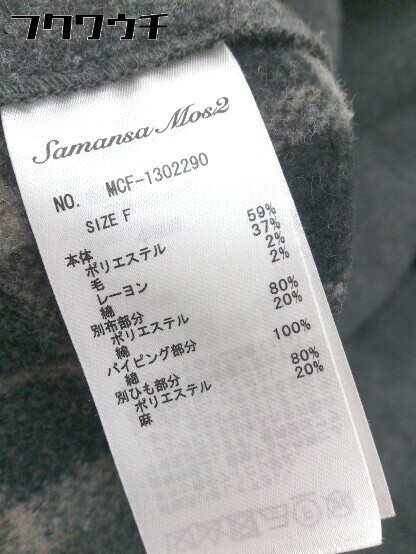 フクワウチ
Samansa Mos2
NO. MCF-1302290
SIZE F
本体
ポリエステル 59%
毛 37%
レーヨン 2%
綿 2%
別布部分
ポリエステル 80%
綿 20%
パイピング部分
綿 100%
別ひも部分
ポリエステル 80%
麻 20%